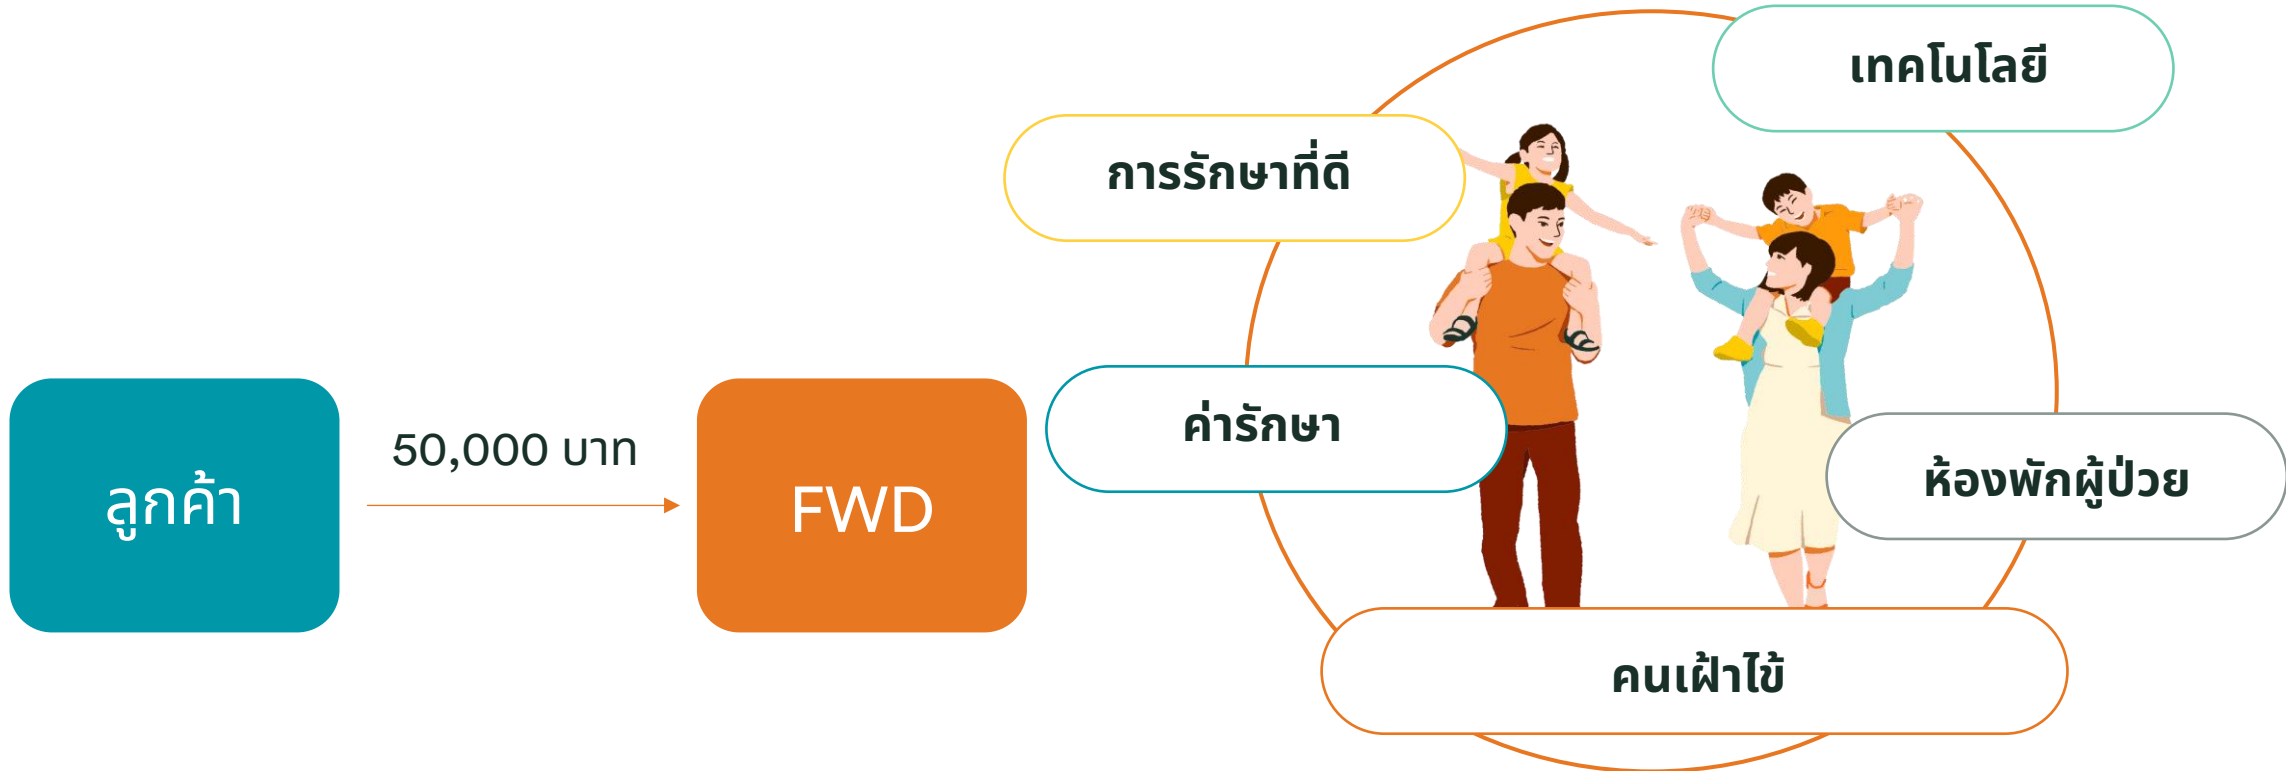 ลูกค้า
50,000 บาท
FWD
เทคโนโลยี
การรักษาที่ดี
ค่ารักษา
ห้องพักผู้ป่วย
คนเฝ้าไข้